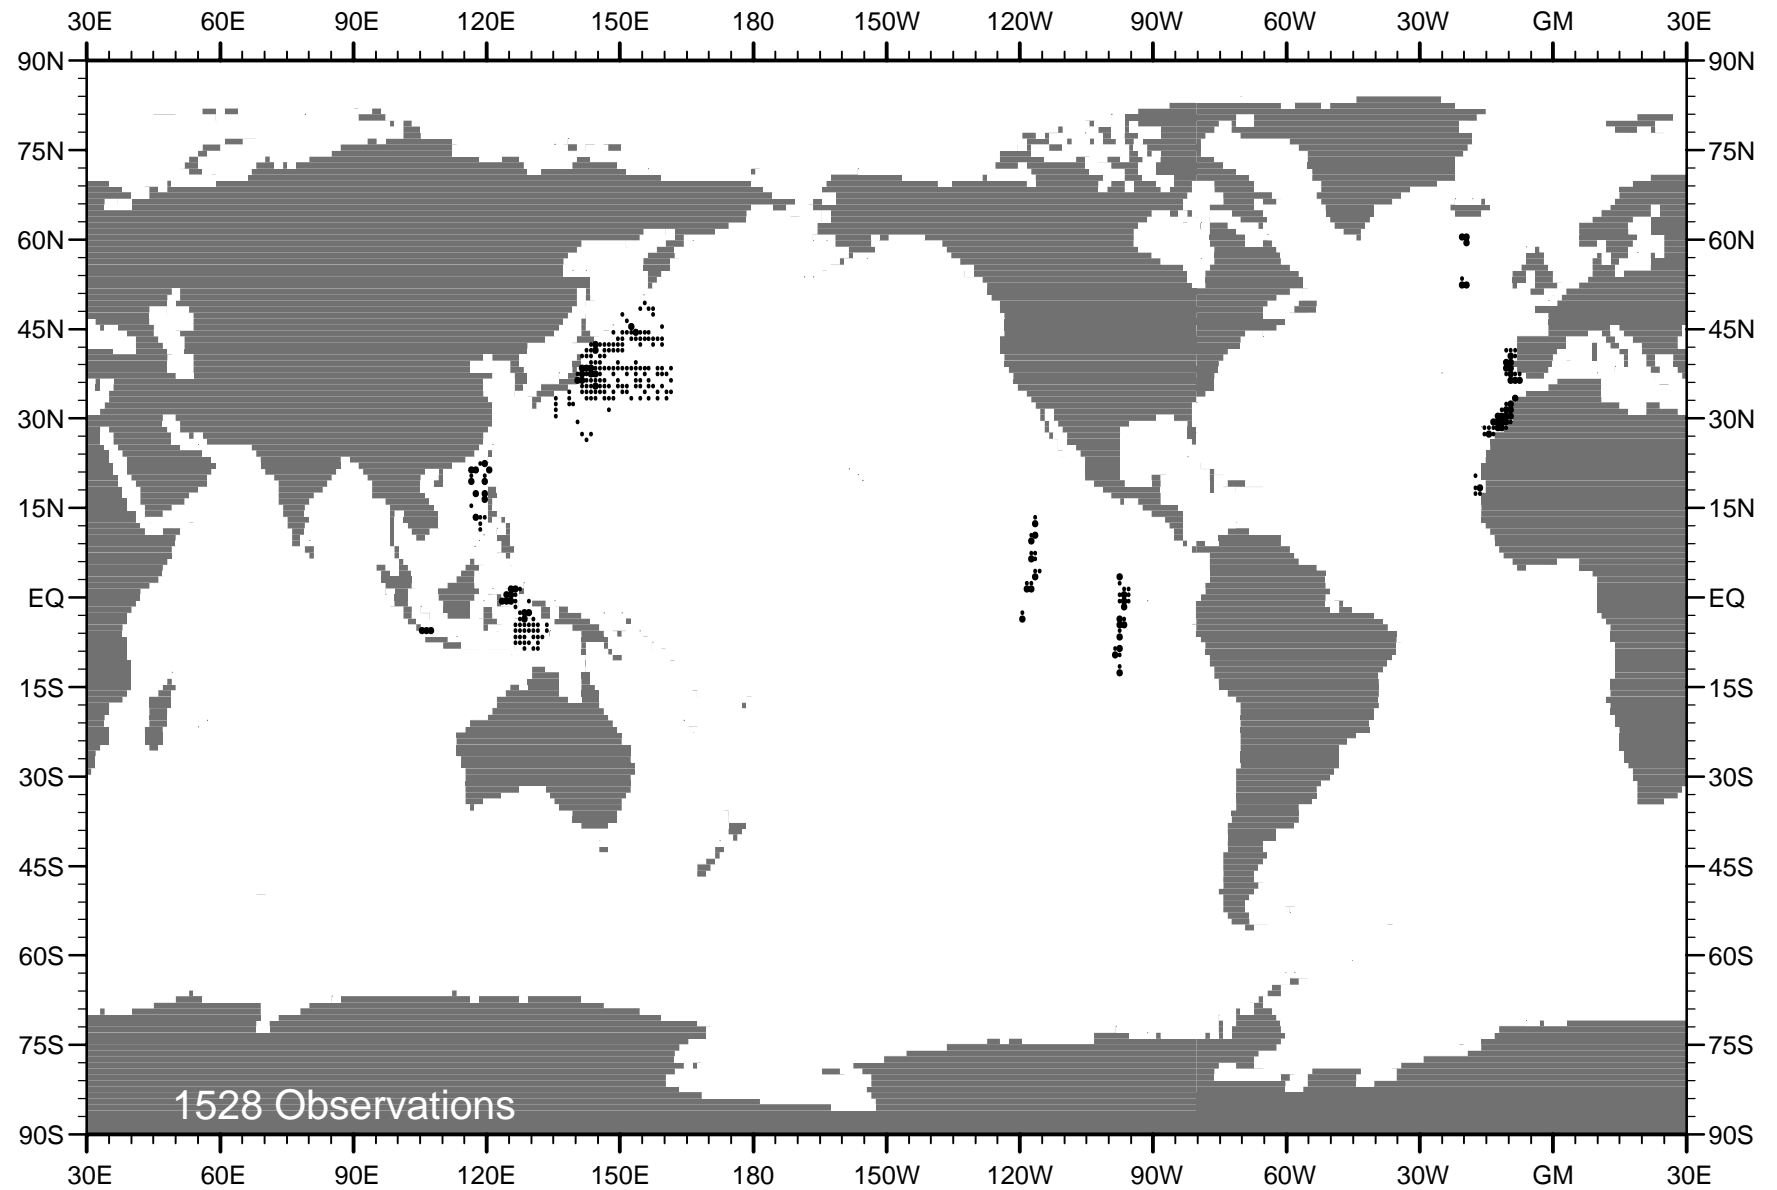 30E 60E 90E 120E 150E 180 150W 120W 90W 60W 30W GM 30E
90N 90N
75N 75N
60N 60N
45N 45N
30N 30N
15N 15N
EQ EQ
15S 15S
30S 30S
45S 45S
60S 60S
75S 75S
1528 Observations
90S 90S
30E 60E 90E 120E 150E 180 150W 120W 90W 60W 30W GM 30E